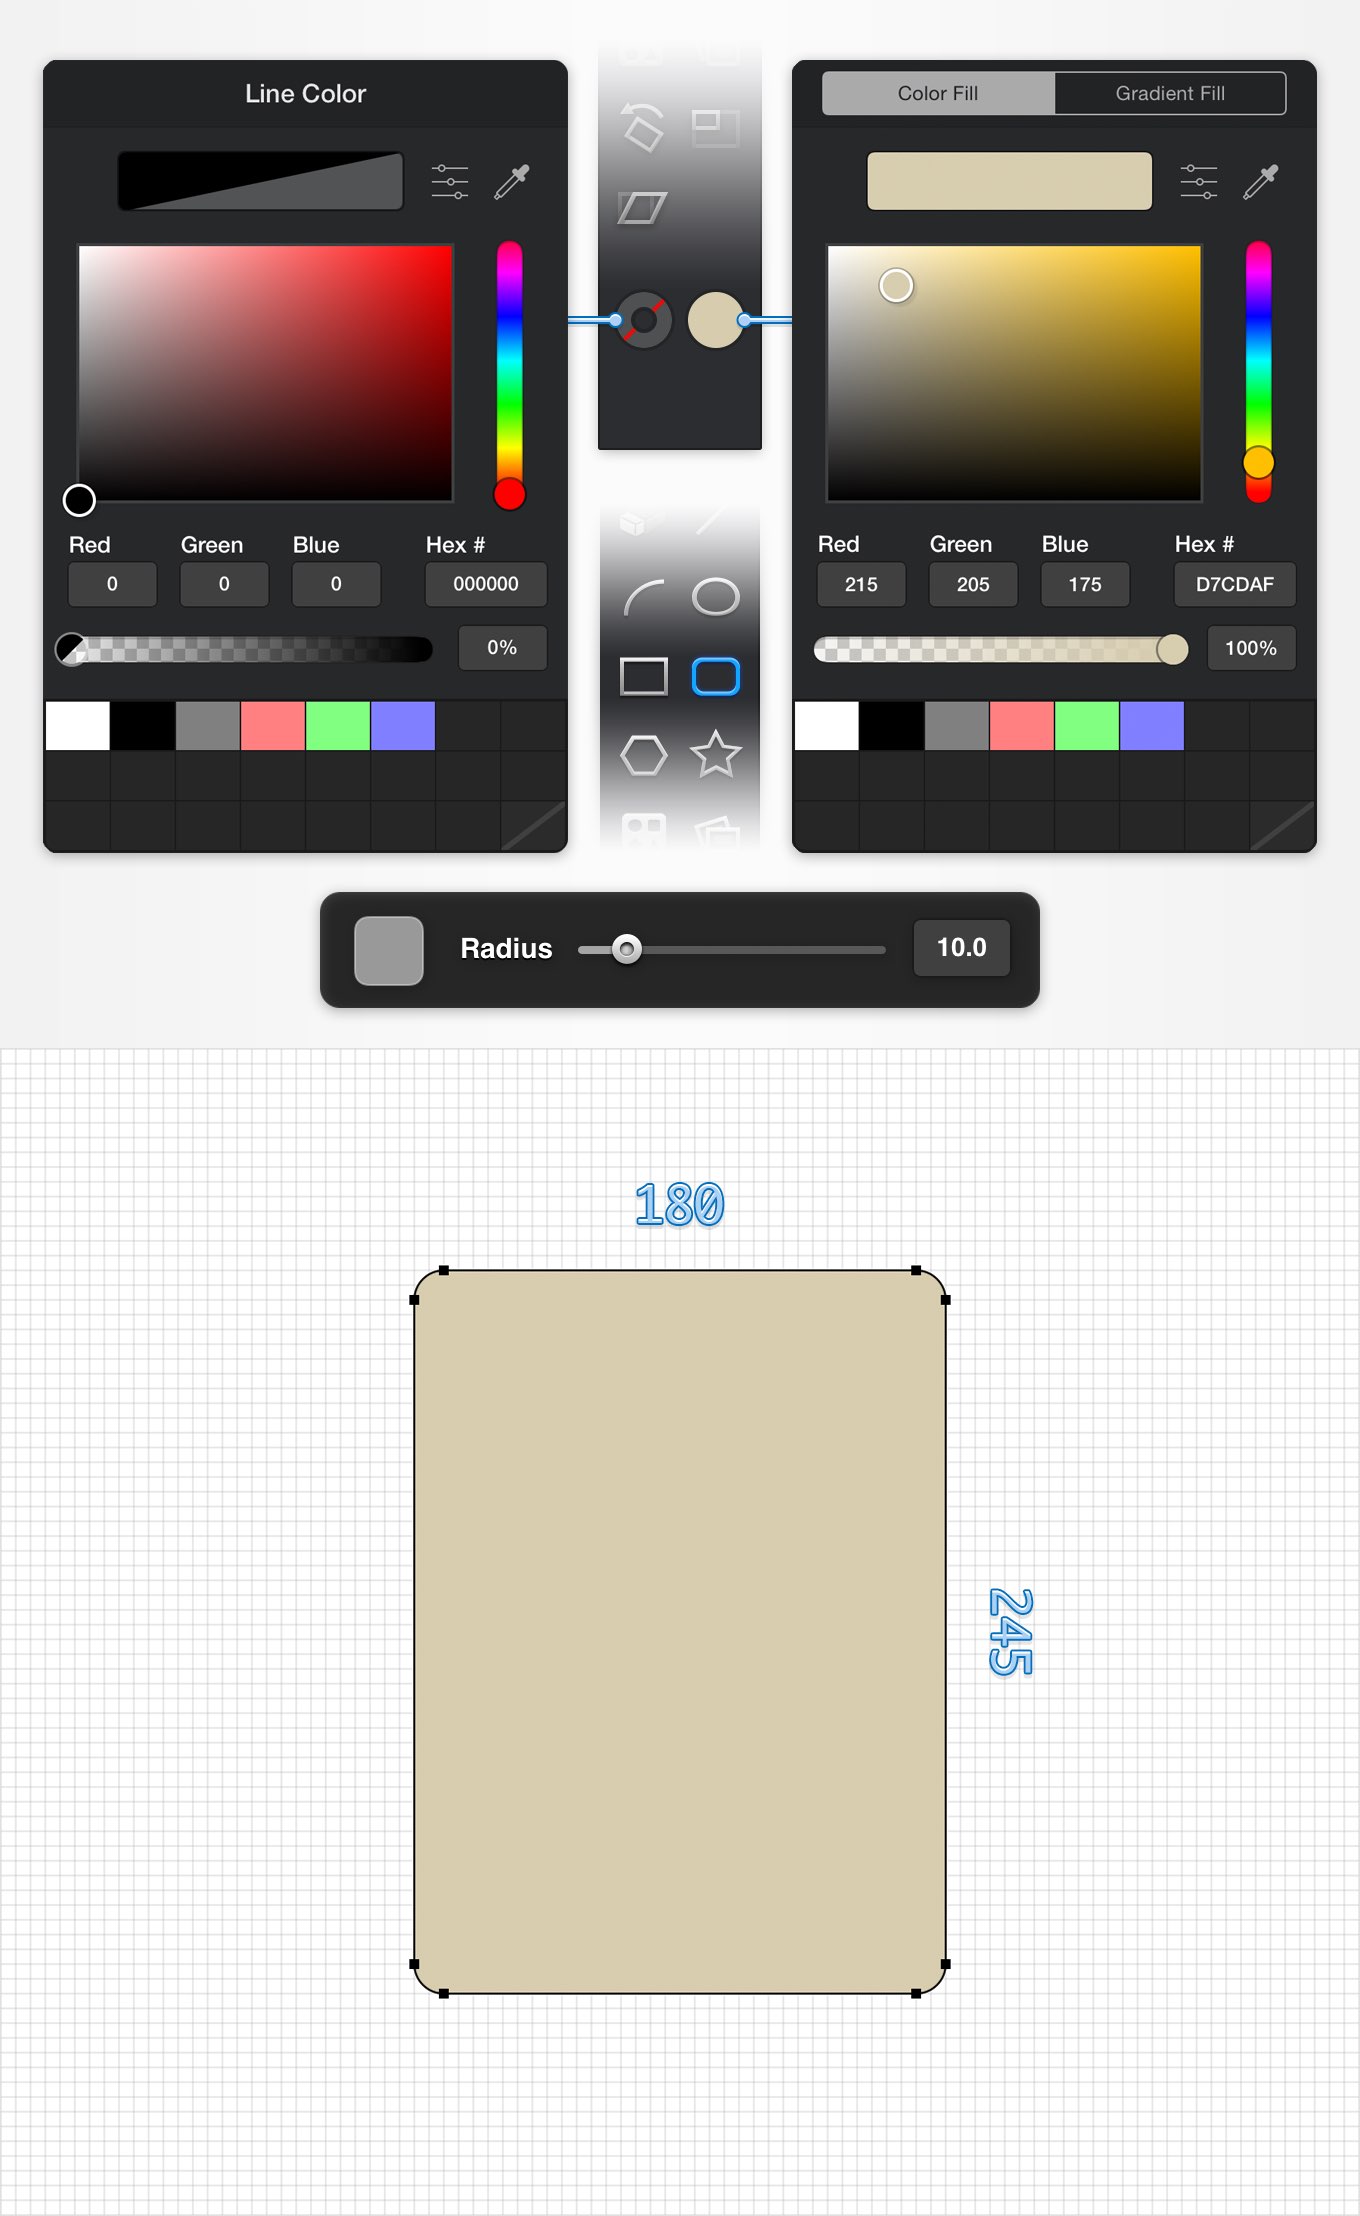 Line Color
Red Green Blue Hex #
0 0 0 000000
0%
Color Fill Gradient Fill
Red Green Blue Hex #
215 205 175 D7CDAF
100%
Radius 10.0
180
245